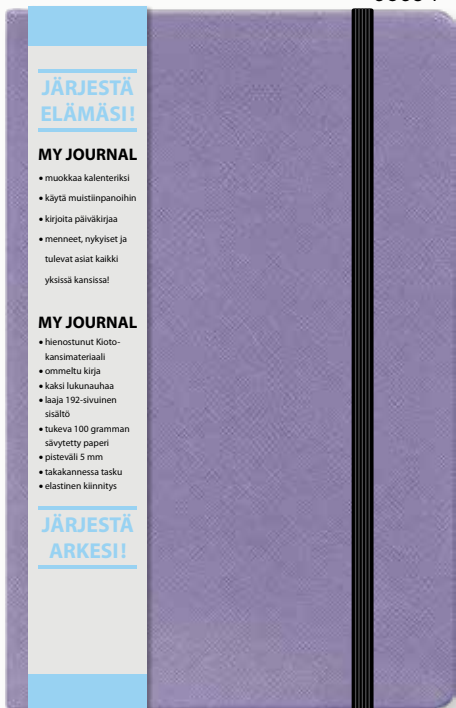 JÄRJESTÄ
ELÄMÄSI!
MY JOURNAL
• muokkaa kalenteriksi
• käytä muistiinpanoihin
• kirjoita päiväkirjaa
• menneet, nykyiset ja
tulevat asiat kaikki
yksissä kansissa!
MY JOURNAL
• hienostunut Kioto-
kansimateriaali
• ommeltu kirja
• kaksi lukunauhaa
• laaja 192-sivuinen
sisältö
• tukeva 100 gramman
sävytetty paperi
• pisteväli 5 mm
• takakannessa tasku
• elastinen kiinnitys
JÄRJESTÄ
ARKESI!